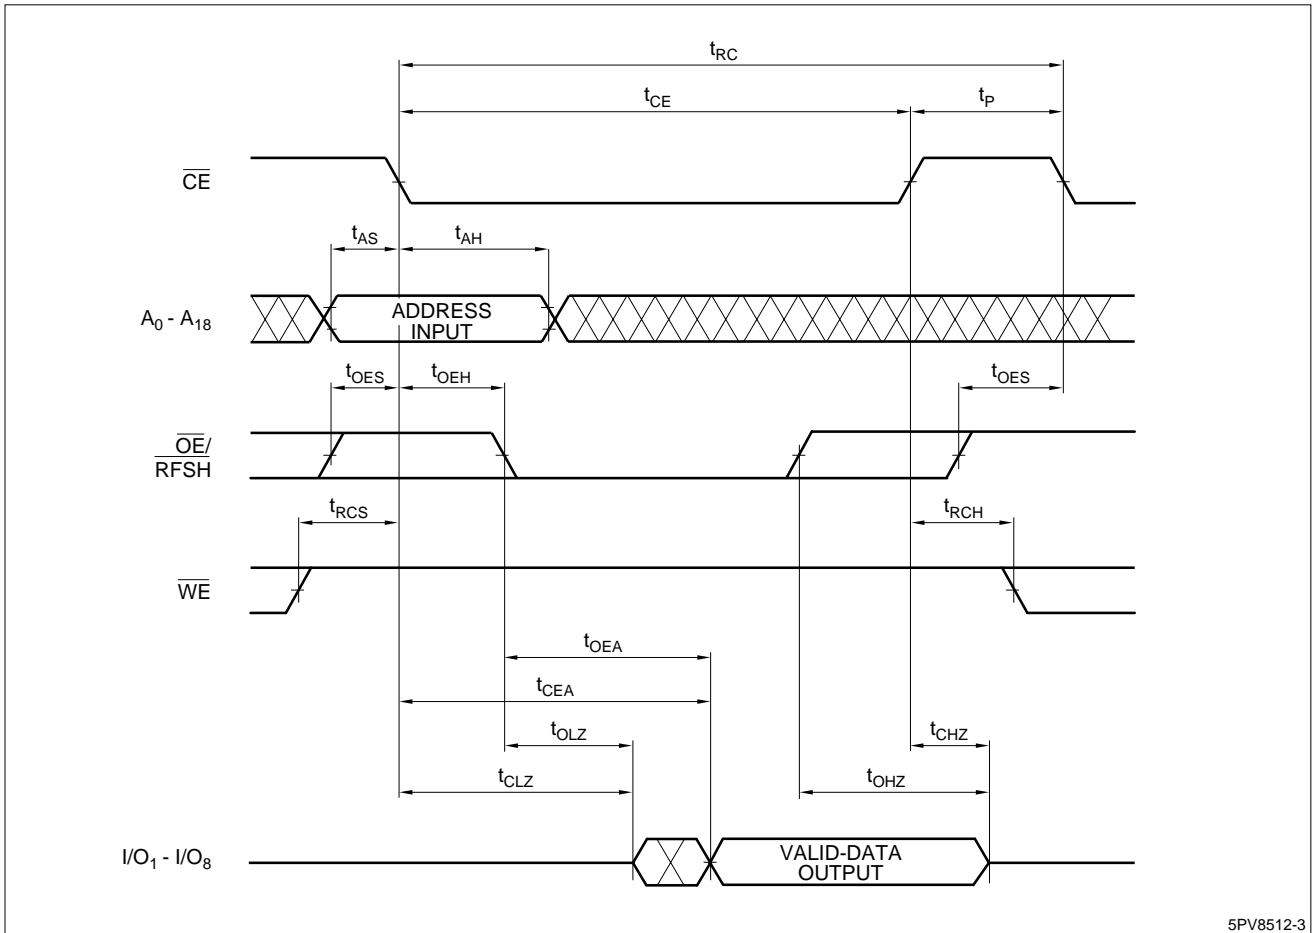 tRC
tCE
tP
CE
tAS
tAH
A0 - A18
ADDRESS
INPUT
tOES
tOEH
tOES
OE/
RFSH
tRCS
tRCH
WE
tOEA
tCEA
tOLZ
tCHZ
tCLZ
tOHZ
I/O1 - I/O8
VALID-DATA
OUTPUT
5PV8512-3